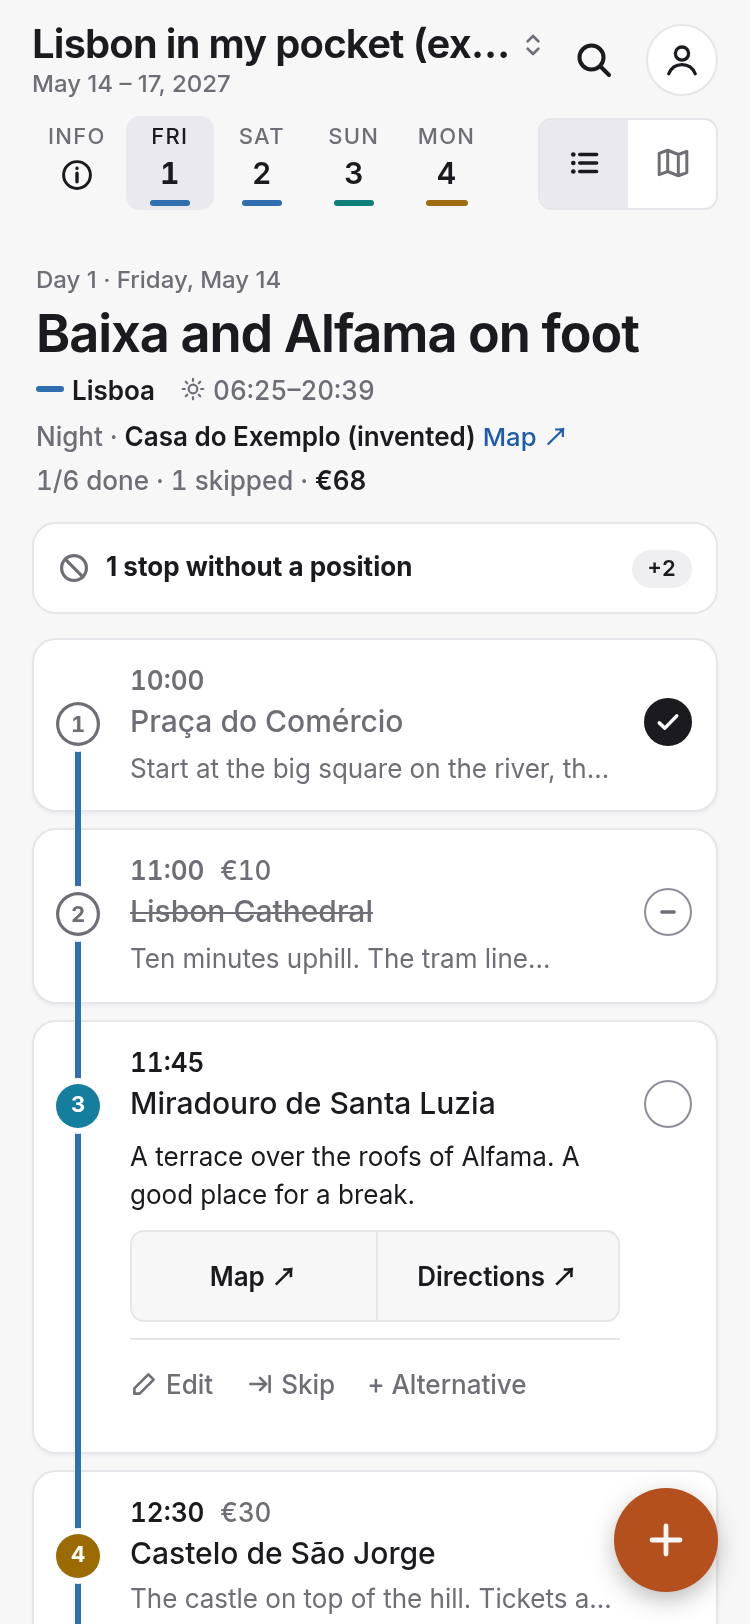 Lisbon in my pocket (ex...
May 14 – 17, 2027
INFO FRI SAT SUN MON
1 2 3 4
Day 1 · Friday, May 14
Baixa and Alfama on foot
Lisboa 06:25–20:39
Night · Casa do Exemplo (invented) Map ↗
1/6 done · 1 skipped · €68
1 stop without a position +2
10:00
1 Praça do Comércio
Start at the big square on the river, th...
11:00 €10
2 Lisbon Cathedral
Ten minutes uphill. The tram line...
11:45
3 Miradouro de Santa Luzia
A terrace over the roofs of Alfama. A
good place for a break.
Map ↗ Directions ↗
Edit Skip + Alternative
12:30 €30
4 Castelo de São Jorge
The castle on top of the hill. Tickets a...